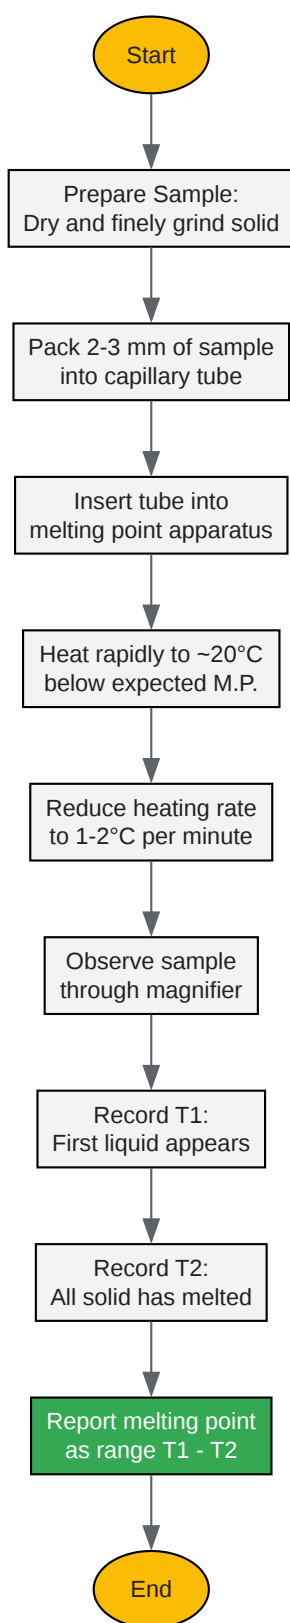 Start
Prepare Sample:
Dry and finely grind solid
Pack 2-3 mm of sample
into capillary tube
Insert tube into
melting point apparatus
Heat rapidly to ~20°C
below expected M.P.
Reduce heating rate
to 1-2°C per minute
Observe sample
through magnifier
Record T1:
First liquid appears
Record T2:
All solid has melted
Report melting point
as range T1 - T2
End